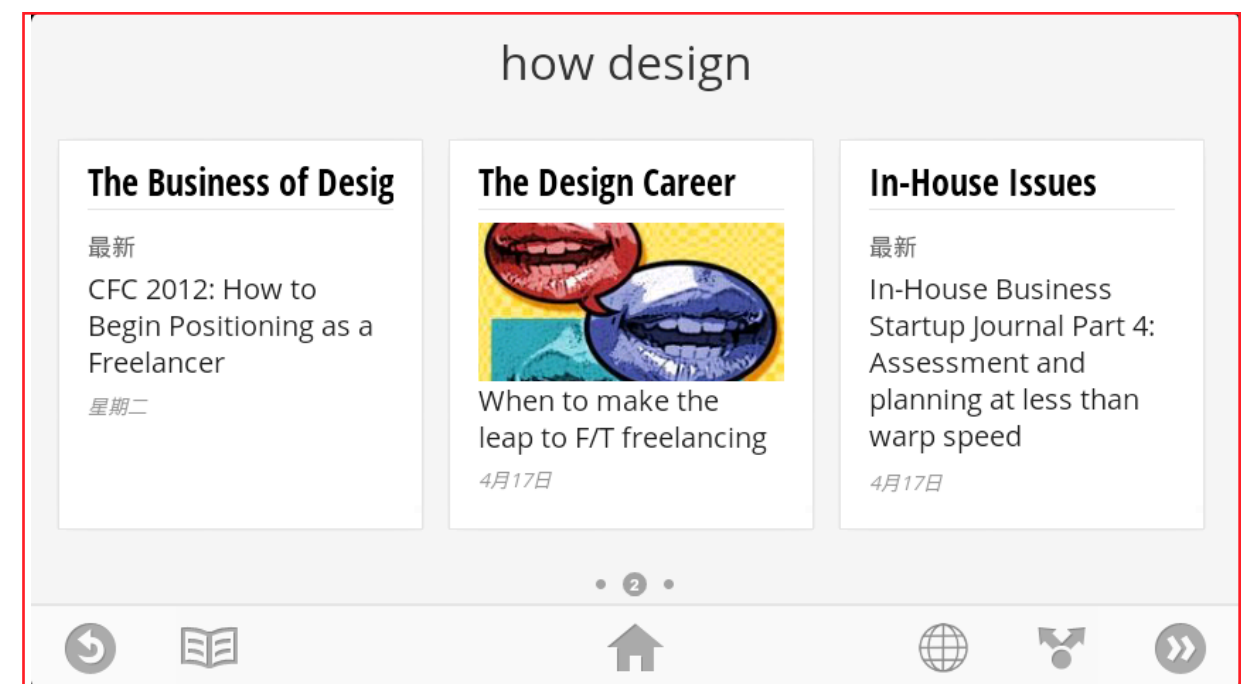 how design
The Business of Desig
最新
CFC 2012: How to
Begin Positioning as a
Freelancer
星期二
The Design Career
When to make the
leap to F/T freelancing
4月17日
In-House Issues
最新
In-House Business
Startup Journal Part 4:
Assessment and
planning at less than
warp speed
4月17日
2